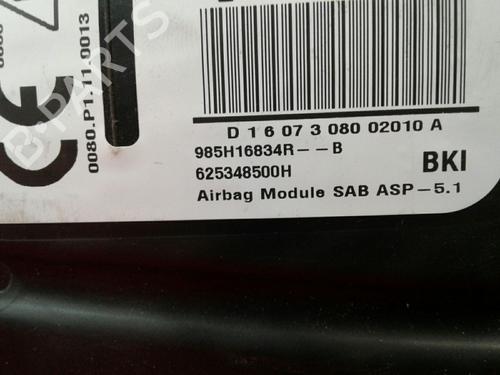 0080.P1.11.0013
CE
B-PARTS
D 1 6 07 3 080 02010 A
985H16834R--B
625348500H
BKI
Airbag Module SAB ASP-5.1